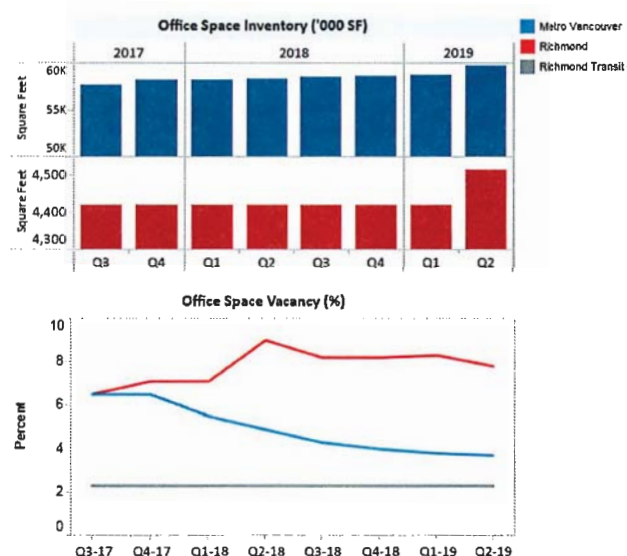 Office Space Inventory ('000 SF)
Metro Vancouver
Richmond
Richmond Transit
2017 2018 2019
Square Feet
60K
55K
50K
Square Feet
4,500
4,400
4,300
Q3 Q4 Q1 Q2 Q3 Q4 Q1 Q2
Office Space Vacancy (%)
Percent
10
8
6
4
2
0
Q3-17 Q4-17 Q1-18 Q2-18 Q3-18 Q4-18 Q1-19 Q2-19